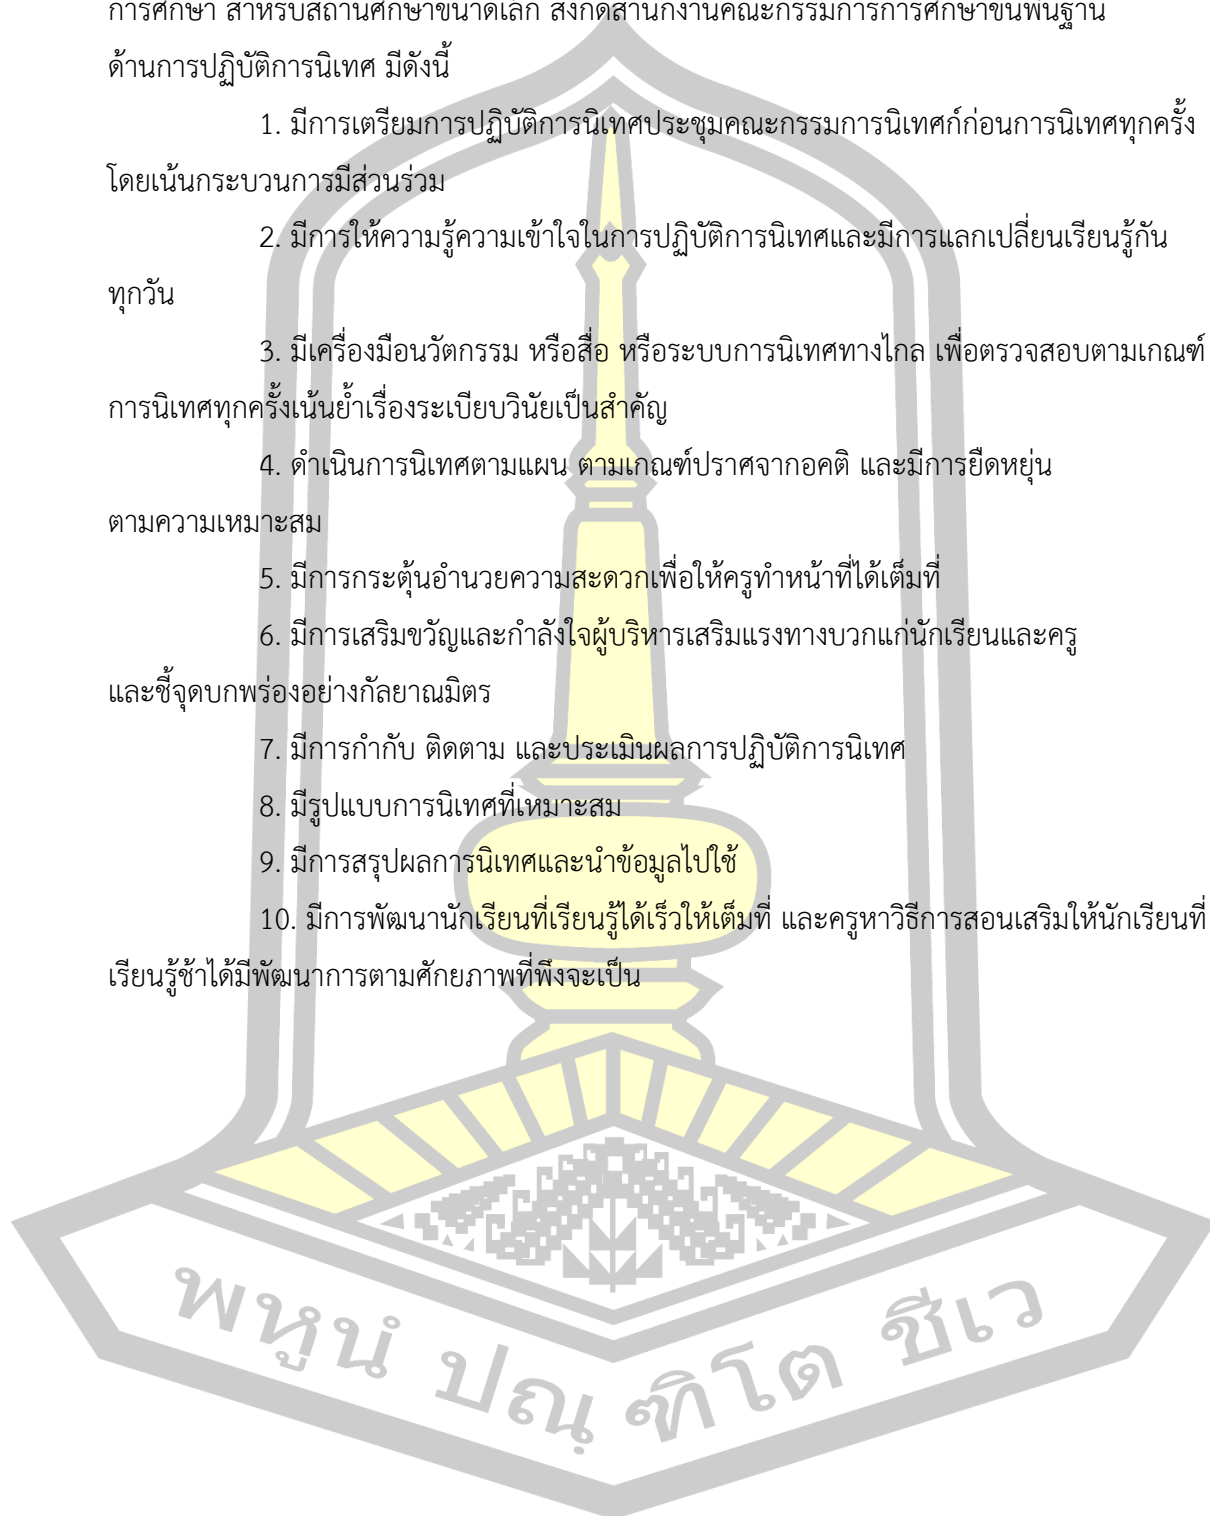 การศึกษา สำหรับสถานศึกษาขนาดเล็ก สังกัดสำนักงานคณะกรรมการการศึกษาขั้นพื้นฐาน
ด้านการปฏิบัติการนิเทศ มีดังนี้
1. มีการเตรียมการปฏิบัติการนิเทศประชุมคณะกรรมการนิเทศก์ก่อนการนิเทศทุกครั้ง
โดยเน้นกระบวนการมีส่วนร่วม
2. มีการให้ความรู้ความเข้าใจในการปฏิบัติการนิเทศและมีการแลกเปลี่ยนเรียนรู้กัน
ทุกวัน
3. มีเครื่องมือนวัตกรรม หรือสื่อ หรือระบบการนิเทศทางไกล เพื่อตรวจสอบตามเกณฑ์
การนิเทศทุกครั้งเน้นย้ำเรื่องระเบียบวินัยเป็นสำคัญ
4. ดำเนินการนิเทศตามแผน ตามเกณฑ์ปราศจากอคติ และมีการยืดหยุ่น
ตามความเหมาะสม
5. มีการกระตุ้นอำนวยความสะดวกเพื่อให้ครูทำหน้าที่ได้เต็มที่
6. มีการเสริมขวัญและกำลังใจผู้บริหารเสริมแรงทางบวกแก่นักเรียนและครู
และชี้จุดบกพร่องอย่างกัลยาณมิตร
7. มีการกำกับ ติดตาม และประเมินผลการปฏิบัติการนิเทศ
8. มีรูปแบบการนิเทศที่เหมาะสม
9. มีการสรุปผลการนิเทศและนำข้อมูลไปใช้
10. มีการพัฒนานักเรียนที่เรียนรู้ได้เร็วให้เต็มที่ และครูหาวิธีการสอนเสริมให้นักเรียนที่
เรียนรู้ช้าได้มีพัฒนาการตามศักยภาพที่พึงจะเป็น
พหูนํ ปณฺฑิโต ชีเว